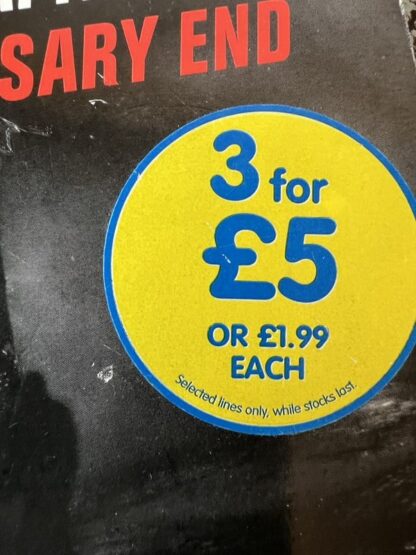 SARY END
3 for
£5
OR £1.99
EACH
Selected lines only, while stocks last.